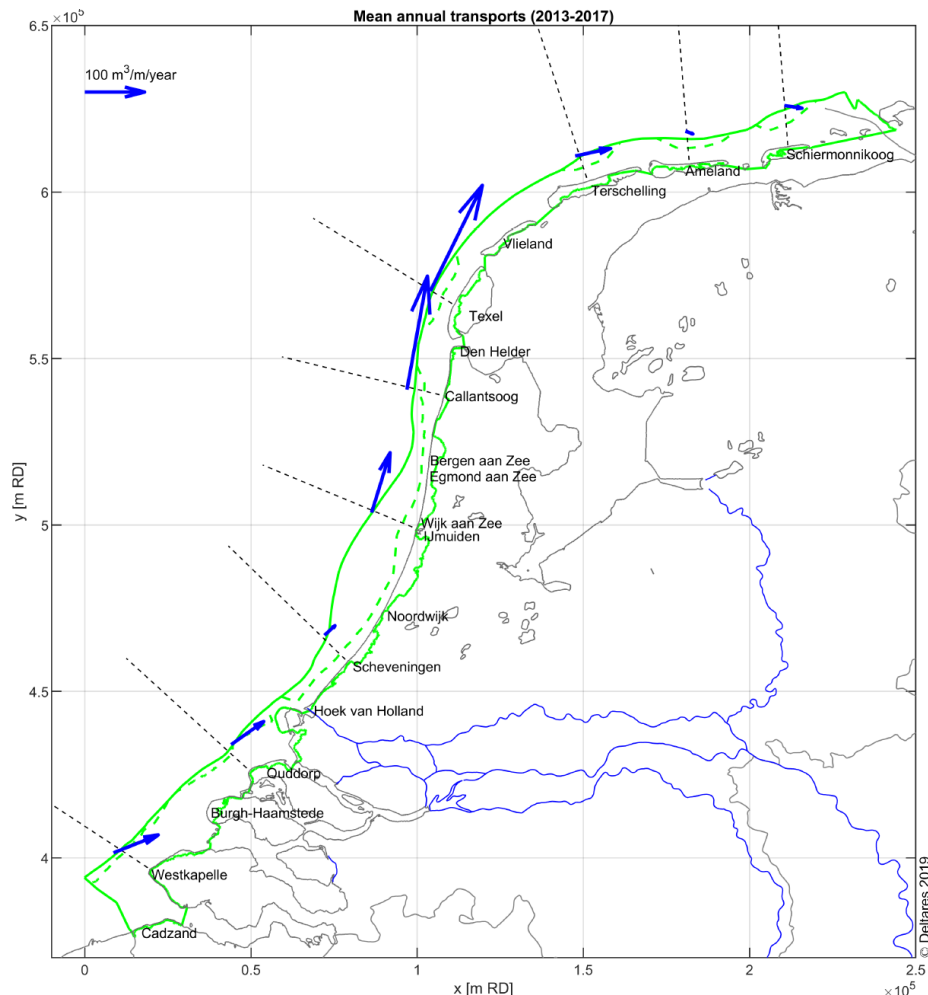 Mean annual transports (2013-2017)
×10⁵
6.5
100 m³/m/year
Schiermonnikoog
Ameland
6
Terschelling
Vlieland
Texel
Den Helder
5.5
Callantsoog
Bergen aan Zee
Egmond aan Zee
y [m RD]
5
Wijk aan Zee
IJmuiden
Noordwijk
Scheveningen
4.5
Hoek van Holland
Ouddorp
Burgh-Haamstede
4
Westkapelle
Cadzand
© Deltares 2019
0 0.5 1 1.5 2 2.5
x [m RD]
×10⁵